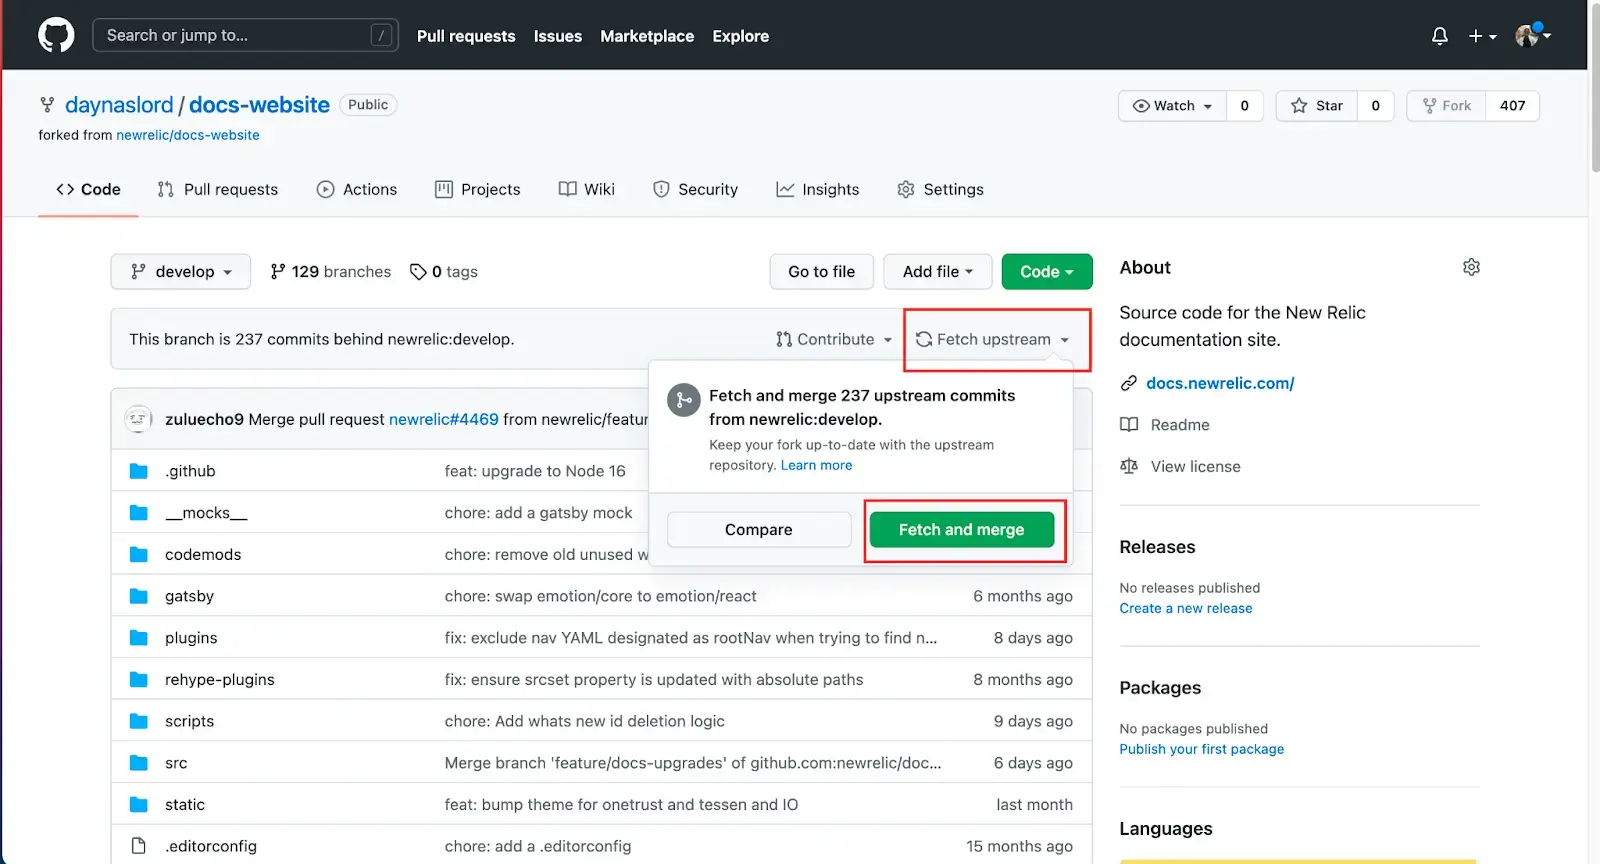 Search or jump to... /
Pull requests Issues Marketplace Explore
daynaslord / docs-website Public
forked from newrelic/docs-website
Watch 0 Star 0 Fork 407
Code Pull requests Actions Projects Wiki Security Insights Settings
develop 129 branches 0 tags
Go to file Add file Code
This branch is 237 commits behind newrelic:develop.
Contribute Fetch upstream
Fetch and merge 237 upstream commits
from newrelic:develop.
Keep your fork up-to-date with the upstream
repository. Learn more
Compare Fetch and merge
zuluecho9 Merge pull request newrelic#4469 from newrelic/featur
.github feat: upgrade to Node 16
__mocks__ chore: add a gatsby mock
codemods chore: remove old unused w
gatsby chore: swap emotion/core to emotion/react 6 months ago
plugins fix: exclude nav YAML designated as rootNav when trying to find n... 8 days ago
rehype-plugins fix: ensure srcset property is updated with absolute paths 8 months ago
scripts chore: Add whats new id deletion logic 9 days ago
src Merge branch 'feature/docs-upgrades' of github.com:newrelic/doc... 6 days ago
static feat: bump theme for onetrust and tessen and IO last month
.editorconfig chore: add a .editorconfig 15 months ago
About
Source code for the New Relic
documentation site.
docs.newrelic.com/
Readme
View license
Releases
No releases published
Create a new release
Packages
No packages published
Publish your first package
Languages